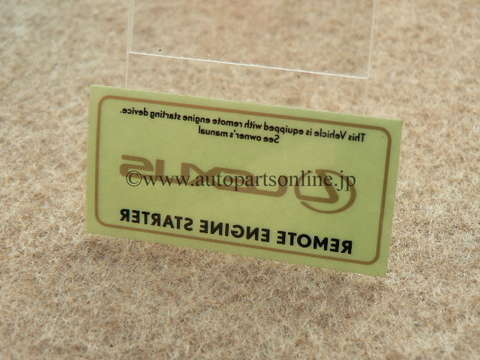 This Vehicle is equipped with remote engine starting device.
See owner's manual
LEXUS
©www.autopartsonline.jp
REMOTE ENGINE STARTER